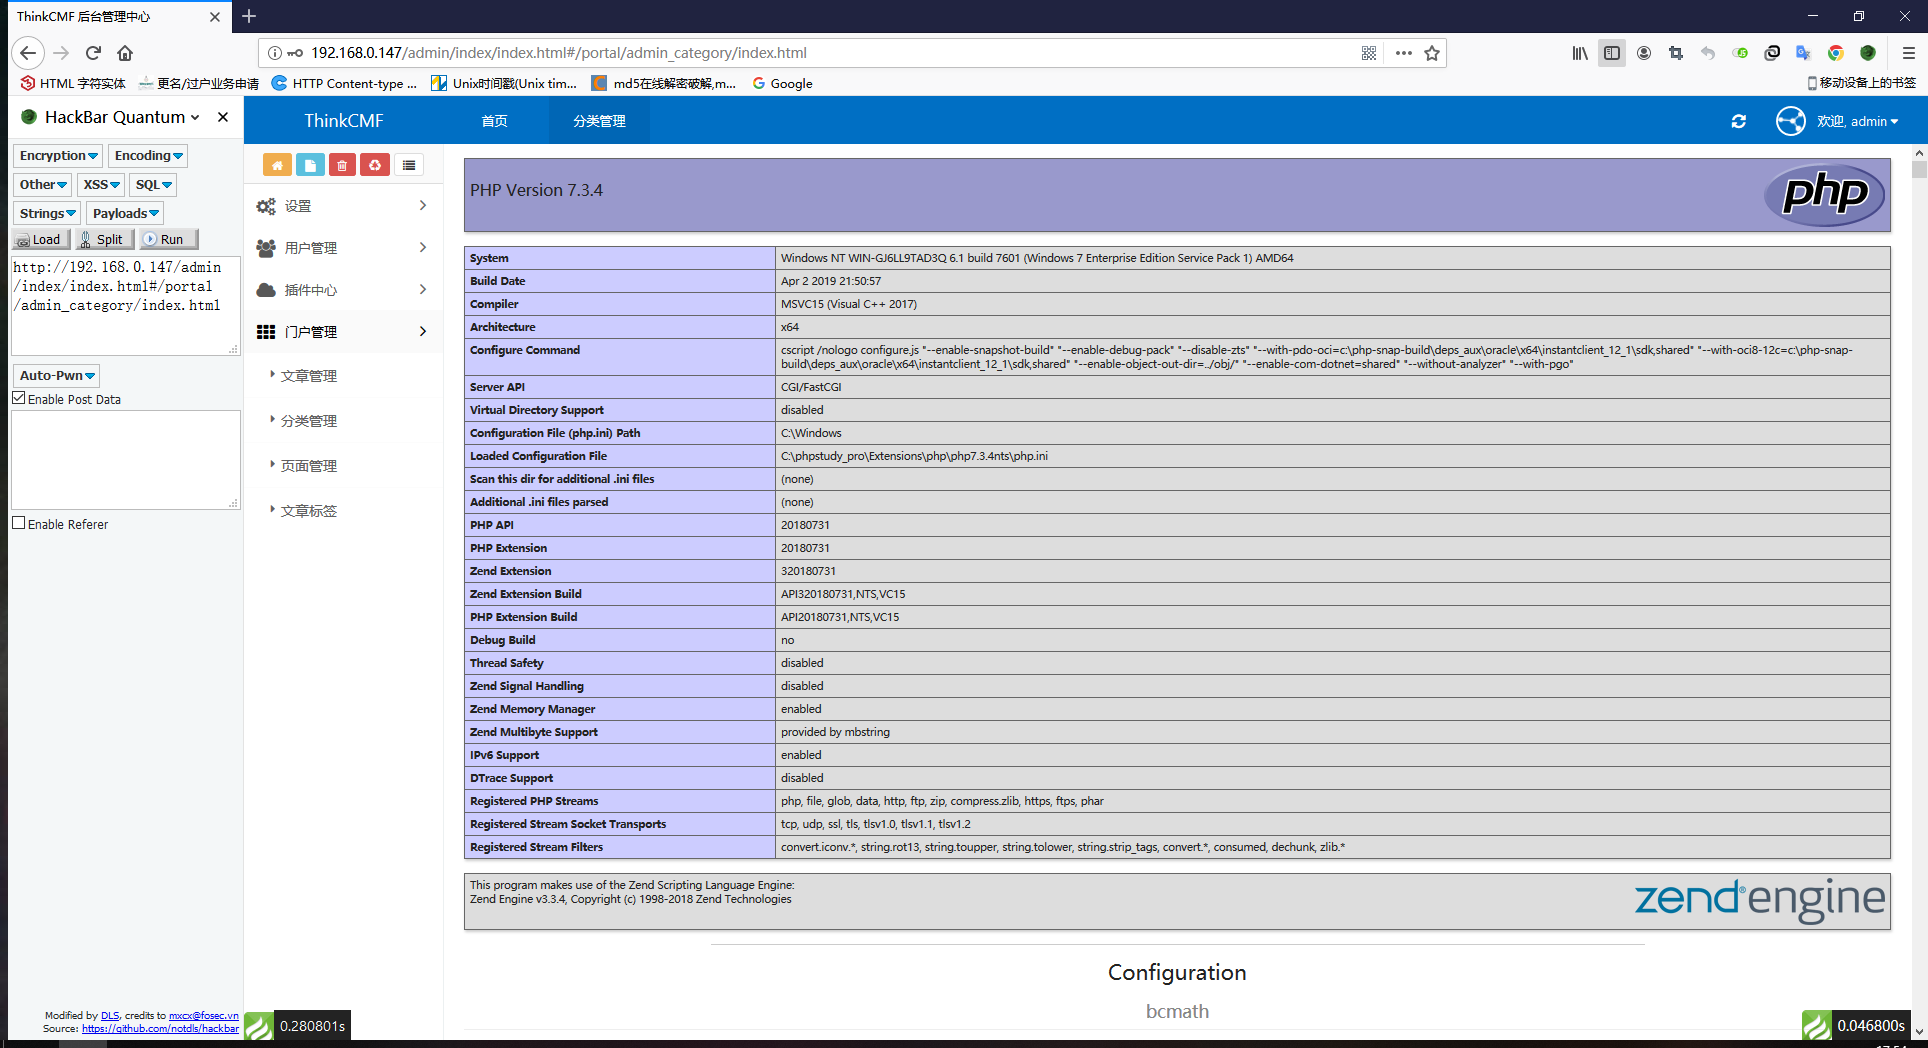 ThinkCMF 后台管理中心
192.168.0.147/admin/index/index.html#/portal/admin_category/index.html
HTML 字符实体 更名/过户业务申请 HTTP Content-type ... Unix时间戳(Unix tim... md5在线解密破解,m... Google 移动设备上的书签
HackBar Quantum
Encryption Encoding
Other XSS SQL
Strings Payloads
Load Split Run
http://192.168.0.147/admin
/index/index.html#/portal
/admin_category/index.html
Auto-Pwn
Enable Post Data
Enable Referer
Modified by DLS, credits to mxcx@fosec.vn
Source: https://github.com/notdls/hackbar
ThinkCMF 首页 分类管理 欢迎, admin
设置
用户管理
插件中心
门户管理
文章管理
分类管理
页面管理
文章标签
0.280801s
PHP Version 7.3.4
php
System Windows NT WIN-GJ6LL9TAD3Q 6.1 build 7601 (Windows 7 Enterprise Edition Service Pack 1) AMD64
Build Date Apr 2 2019 21:50:57
Compiler MSVC15 (Visual C++ 2017)
Architecture x64
Configure Command cscript /nologo configure.js "--enable-snapshot-build" "--enable-debug-pack" "--disable-zts" "--with-pdo-oci=c:\php-snap-build\deps_aux\oracle\x64\instantclient_12_1\sdk,shared" "--with-oci8-12c=c:\php-snap-
build\deps_aux\oracle\x64\instantclient_12_1\sdk,shared" "--enable-object-out-dir=../obj/" "--enable-com-dotnet=shared" "--without-analyzer" "--with-pgo"
Server API CGI/FastCGI
Virtual Directory Support disabled
Configuration File (php.ini) Path C:\Windows
Loaded Configuration File C:\phpstudy_pro\Extensions\php\php7.3.4nts\php.ini
Scan this dir for additional .ini files (none)
Additional .ini files parsed (none)
PHP API 20180731
PHP Extension 20180731
Zend Extension 320180731
Zend Extension Build API320180731,NTS,VC15
PHP Extension Build API20180731,NTS,VC15
Debug Build no
Thread Safety disabled
Zend Signal Handling disabled
Zend Memory Manager enabled
Zend Multibyte Support provided by mbstring
IPv6 Support enabled
DTrace Support disabled
Registered PHP Streams php, file, glob, data, http, ftp, zip, compress.zlib, https, ftps, phar
Registered Stream Socket Transports tcp, udp, ssl, tls, tlsv1.0, tlsv1.1, tlsv1.2
Registered Stream Filters convert.iconv.*, string.rot13, string.toupper, string.tolower, string.strip_tags, convert.*, consumed, dechunk, zlib.*
This program makes use of the Zend Scripting Language Engine:
Zend Engine v3.3.4, Copyright (c) 1998-2018 Zend Technologies
zend® engine
Configuration
bcmath
0.046800s